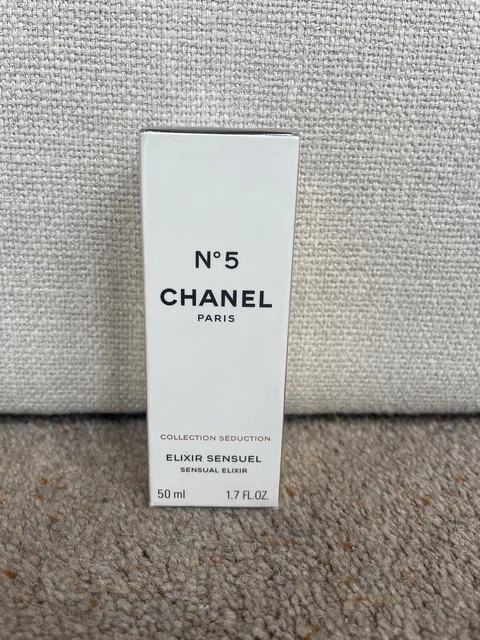 N°5
CHANEL
PARIS
COLLECTION SÉDUCTION
ELIXIR SENSUEL
SENSUAL ELIXIR
50 ml 1.7 FL.OZ.